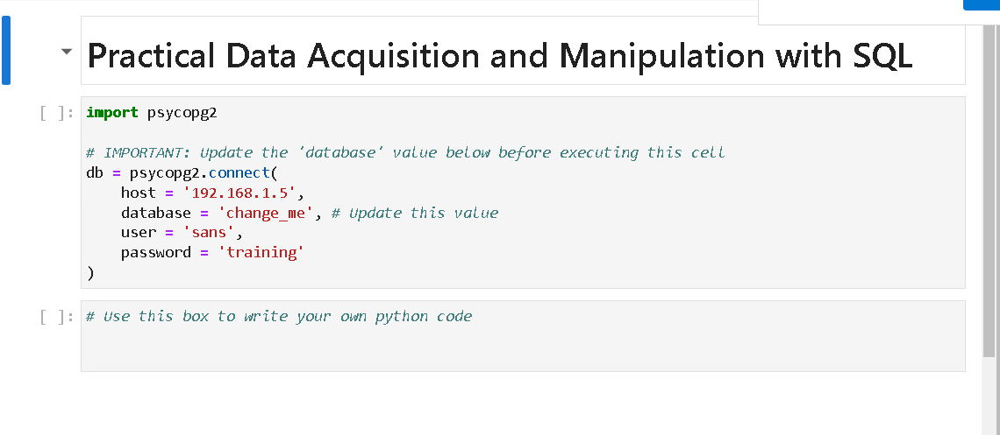 Practical Data Acquisition and Manipulation with SQL
[ ]: import psycopg2
# IMPORTANT: Update the 'database' value below before executing this cell
db = psycopg2.connect(
    host = '192.168.1.5',
    database = 'change_me', # Update this value
    user = 'sans',
    password = 'training'
)
[ ]: # Use this box to write your own python code